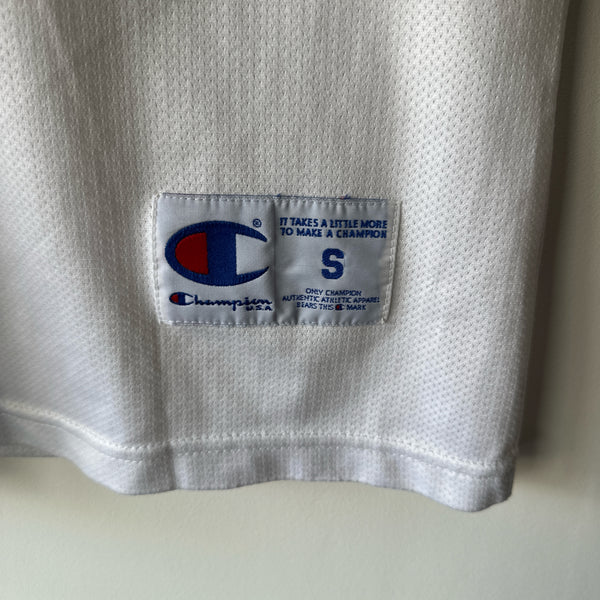 ®
Champion
U.S.A.
IT TAKES A LITTLE MORE
TO MAKE A CHAMPION
S
ONLY CHAMPION
AUTHENTIC ATHLETIC APPAREL
BEARS THIS C MARK